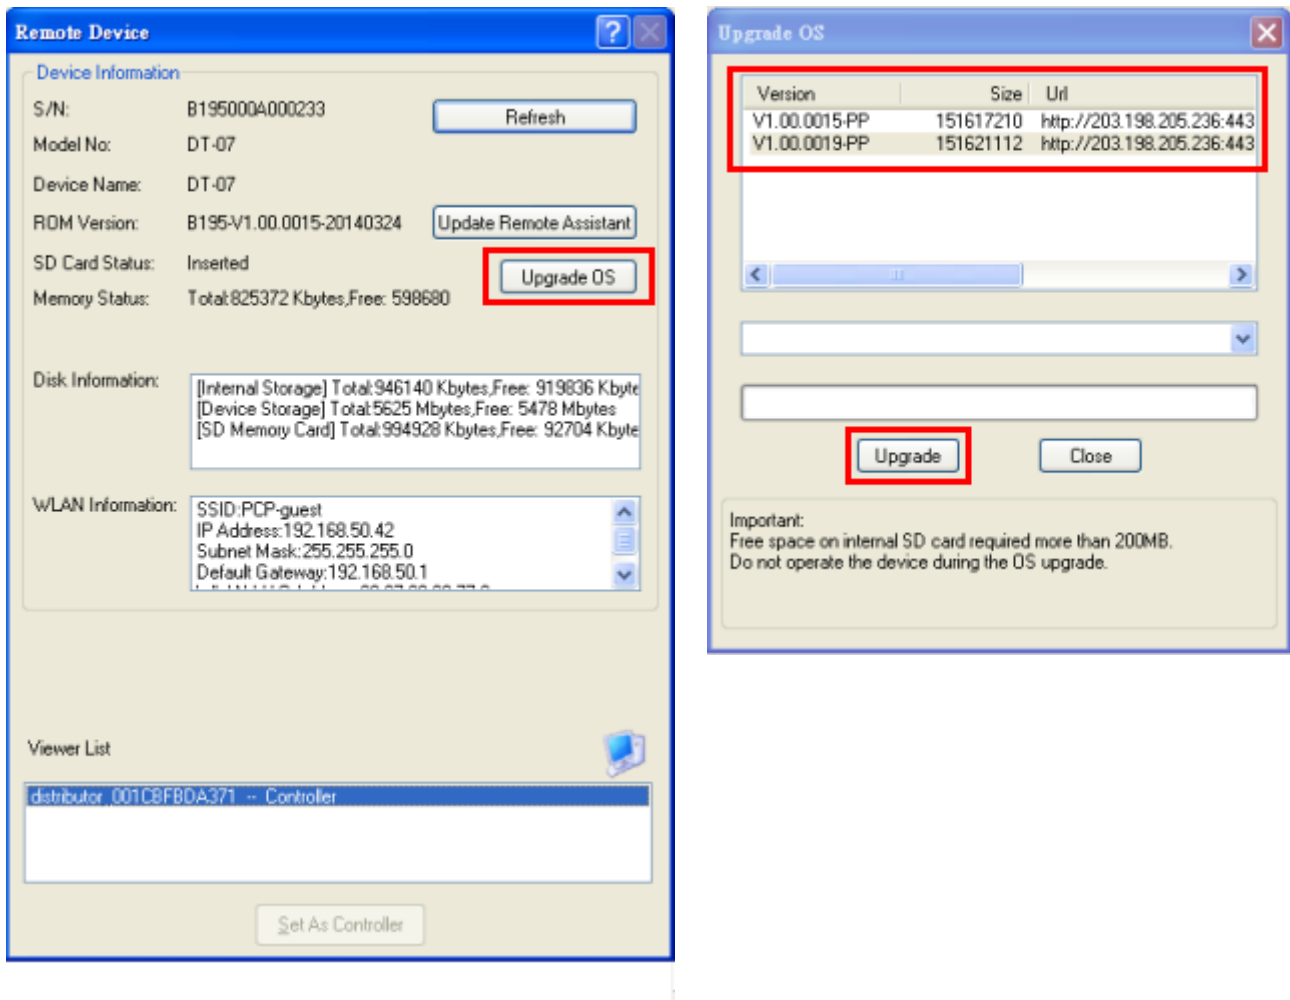 Remote Device
Device Information
S/N: B195000A000233 Refresh
Model No: DT-07
Device Name: DT-07
ROM Version: B195-V1.00.0015-20140324 Update Remote Assistant
SD Card Status: Inserted
Upgrade OS
Memory Status: Total:825372 Kbytes,Free: 598680
Disk Information:
[Internal Storage] Total:946140 Kbytes,Free: 919836 Kbyte
[Device Storage] Total:5625 Mbytes,Free: 5478 Mbytes
[SD Memory Card] Total:994928 Kbytes,Free: 92704 Kbyte
WLAN Information:
SSID:PCP-guest
IP Address:192.168.50.42
Subnet Mask:255.255.255.0
Default Gateway:192.168.50.1
Viewer List
distributor_001CBFBDA371 -- Controller
Set As Controller
Upgrade OS
Version Size Url
V1.00.0015-PP 151617210 http://203.198.205.236:443
V1.00.0019-PP 151621112 http://203.198.205.236:443
Upgrade Close
Important:
Free space on internal SD card required more than 200MB.
Do not operate the device during the OS upgrade.